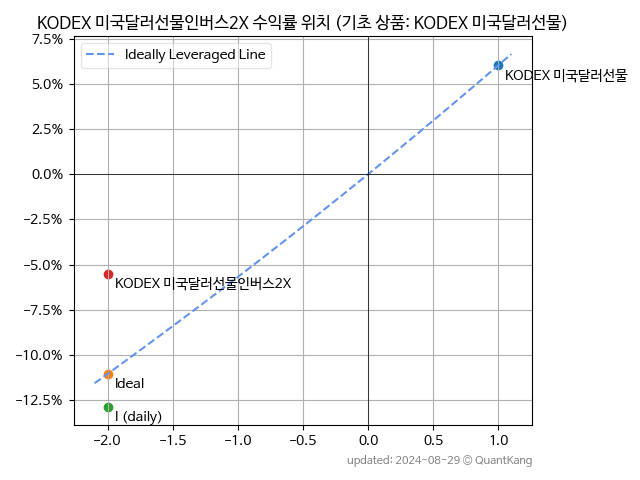 KODEX 미국달러선물인버스2X 수익률 위치 (기초 상품: KODEX 미국달러선물)
Ideally Leveraged Line
7.5%
5.0%
2.5%
0.0%
−2.5%
−5.0%
−7.5%
−10.0%
−12.5%
KODEX 미국달러선물
KODEX 미국달러선물인버스2X
Ideal
I (daily)
−2.0 −1.5 −1.0 −0.5 0.0 0.5 1.0
updated: 2024-08-29 © QuantKang